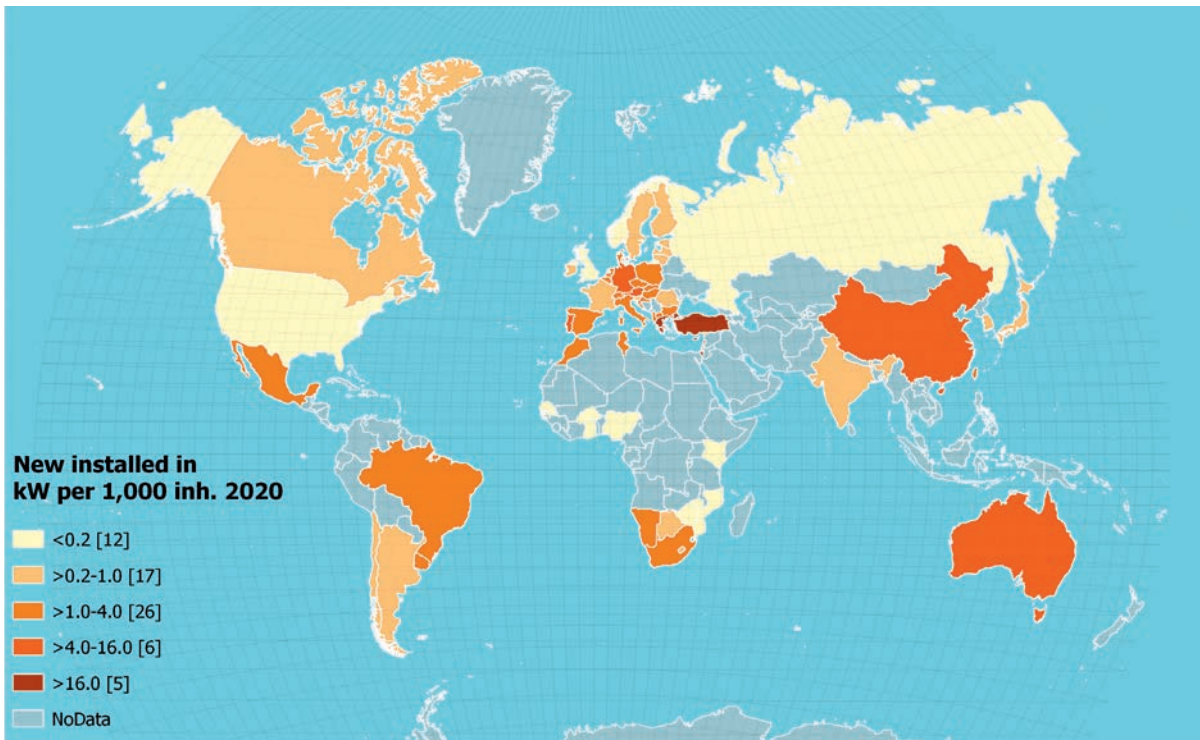 New installed in
kW per 1,000 inh. 2020
<0.2 [12]
>0.2-1.0 [17]
>1.0-4.0 [26]
>4.0-16.0 [6]
>16.0 [5]
NoData